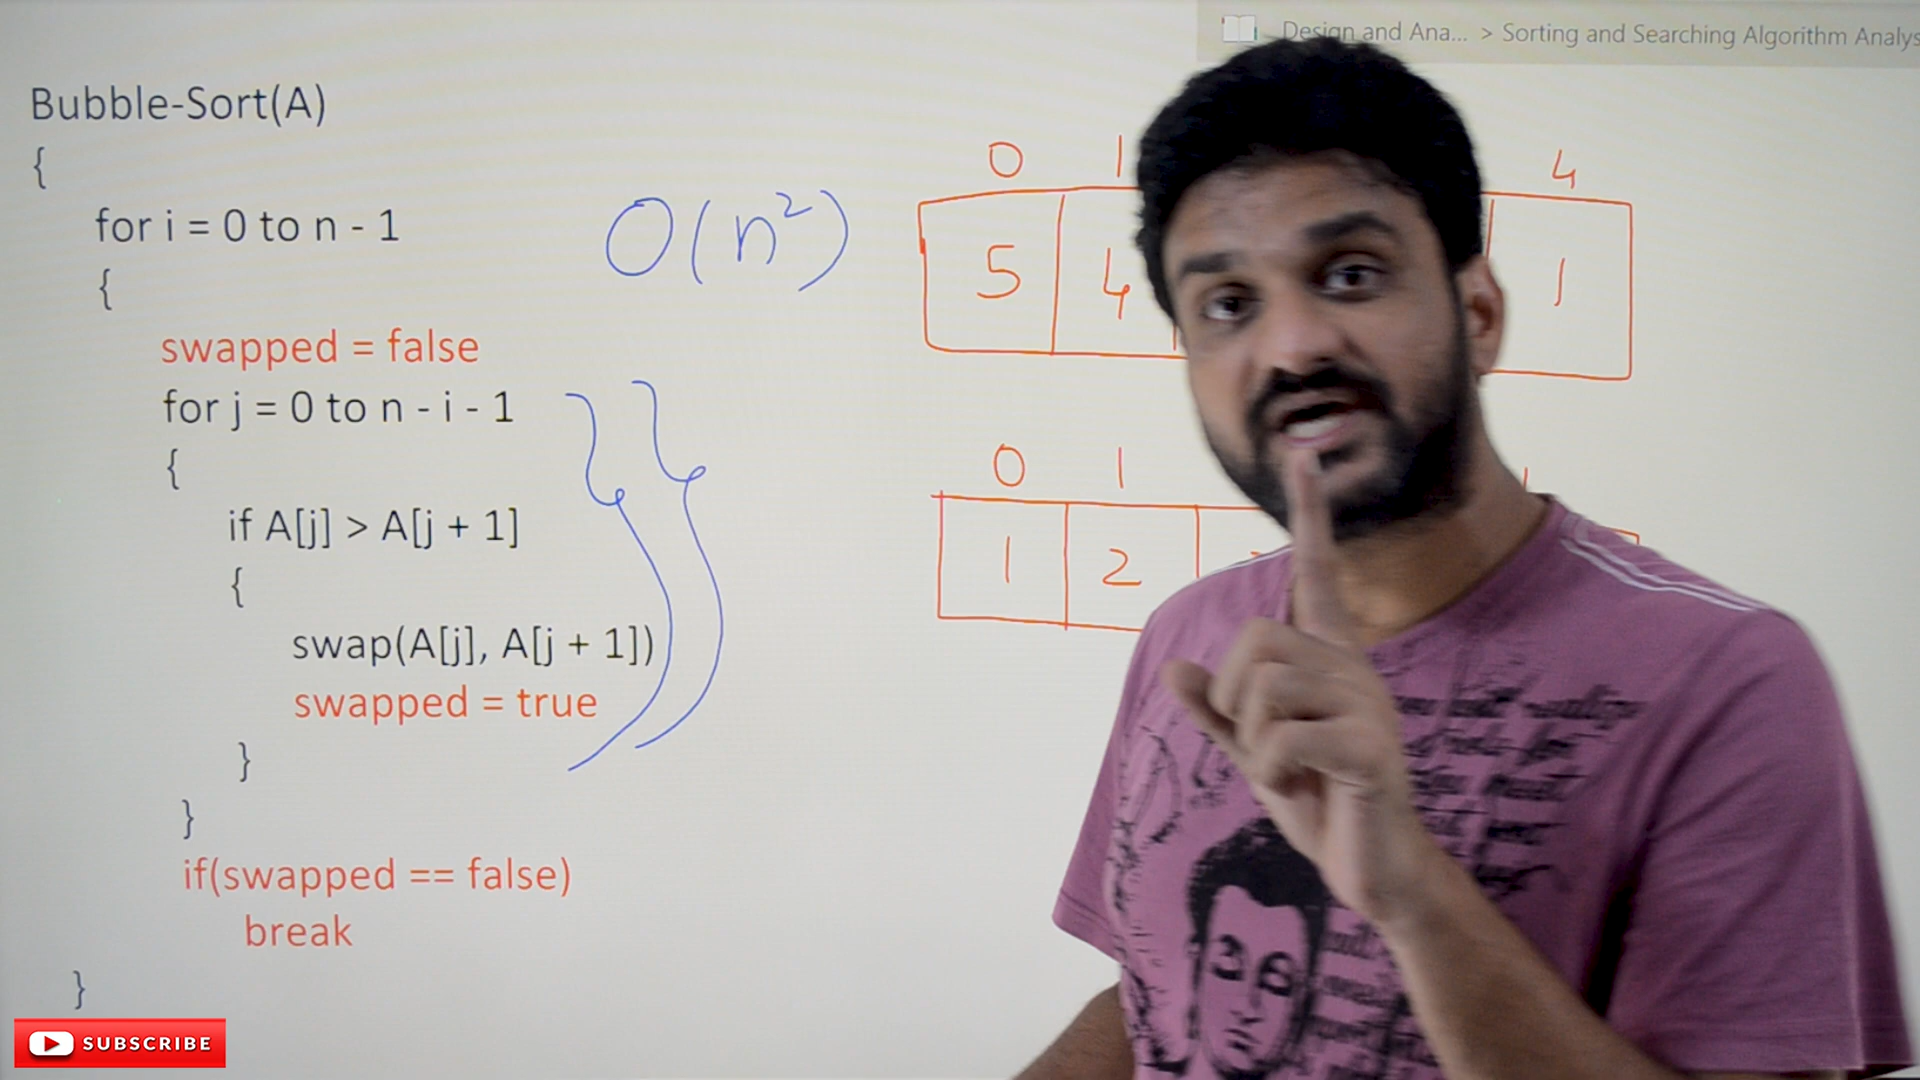 Design and Ana... > Sorting and Searching Algorithm Analys
Bubble-Sort(A)
{
for i = 0 to n - 1
{
swapped = false
for j = 0 to n - i - 1
{
if A[j] > A[j + 1]
{
swap(A[j], A[j + 1])
swapped = true
}
}
if(swapped == false)
break
}
O(n²)
0 1 4
5 4 1
0 1
1 2
SUBSCRIBE